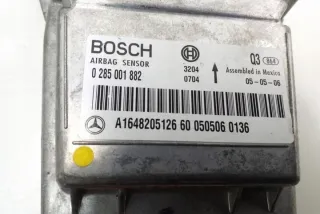 BOSCH
AIRBAG SENSOR
0 285 001 882
3204
0704
Q3
864
Assembled in Mexico
05-05-06
A1648205126 60 050506 0136